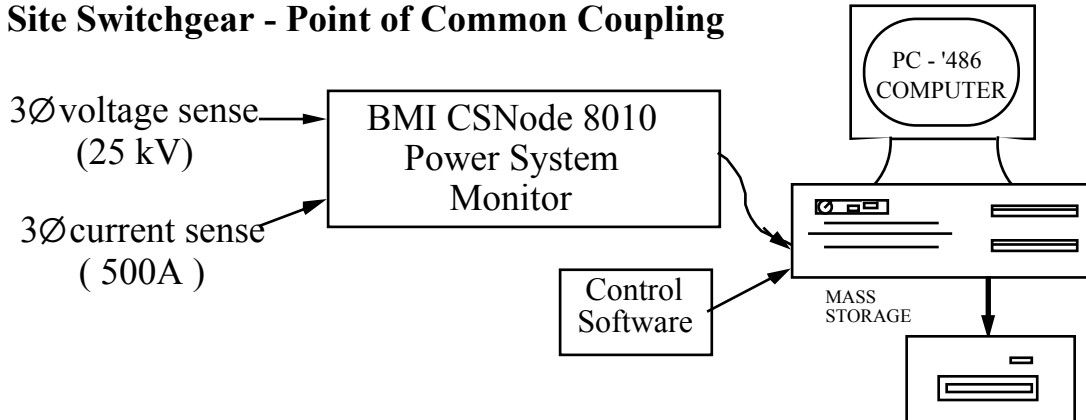 Site Switchgear - Point of Common Coupling
3Ø voltage sense
(25 kV)
3Ø current sense
( 500A )
BMI CSNode 8010
Power System
Monitor
Control
Software
PC - '486
COMPUTER
MASS
STORAGE